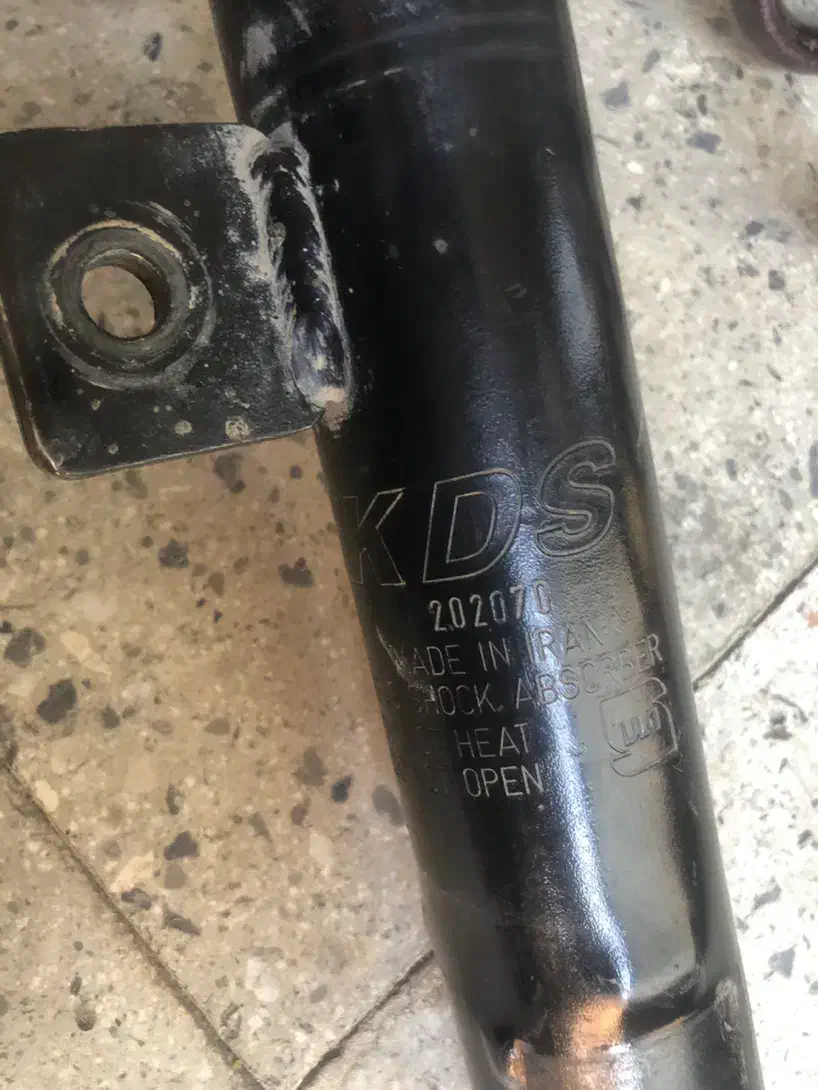 KDS
202070
MADE IN IRAN
SHOCK. ABSORBER
HEAT
OPEN